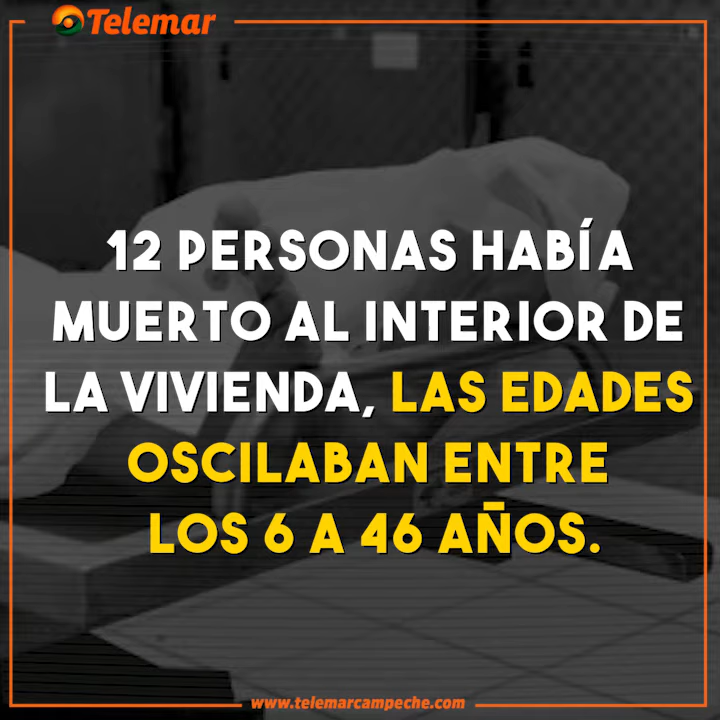 Telemar
12 PERSONAS HABÍA
MUERTO AL INTERIOR DE
LA VIVIENDA, LAS EDADES
OSCILABAN ENTRE
LOS 6 A 46 AÑOS.
www.telemarcampeche.com